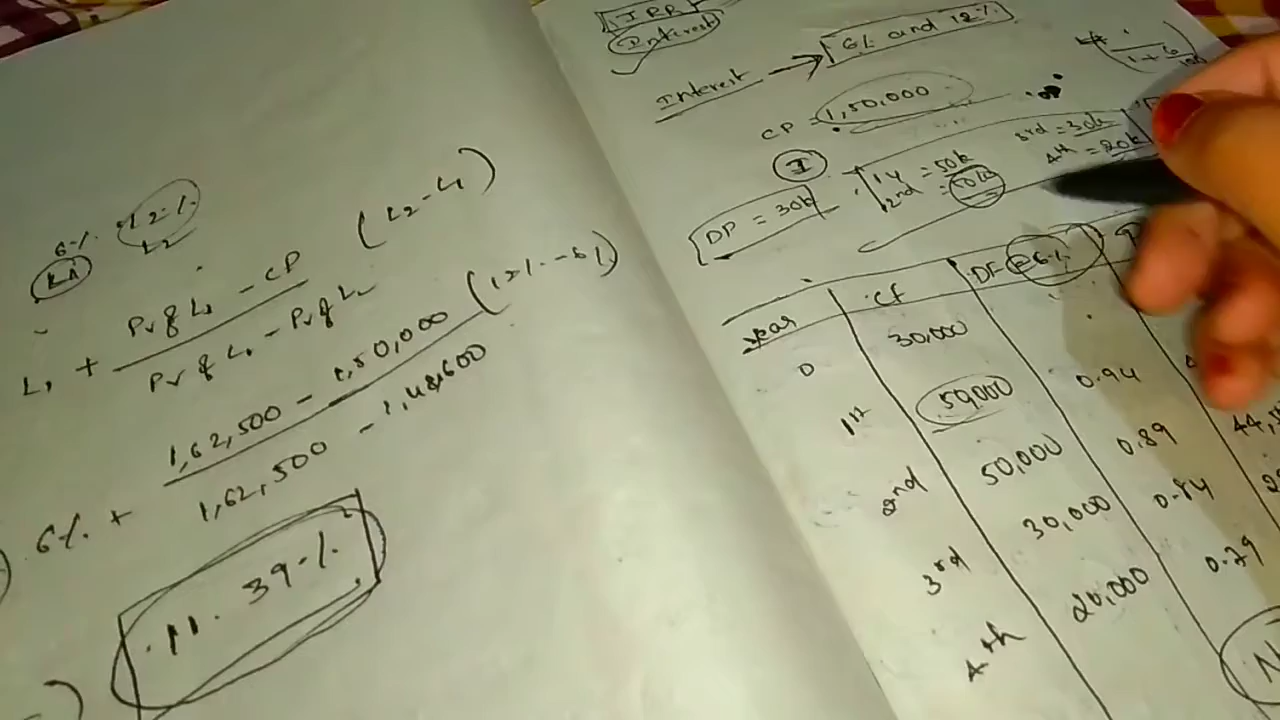 6% 12%
L2
PV of L1 - CP (L2-L1)
L1 +
PV of L1 - PV of L2
1,62,500 - 1,50,000 (12% - 6%)
6% +
1,62,500 - 1,48,600
11.39%
IRR
Interest
Interest → 6% and 12%
CP = 1,50,000
I
1y = 50k 3rd = 30k
2nd = 50k 4th = 20k
DP = 30k
year CF DF @6%
0 30,000
1st 50,000 0.94
2nd 50,000 0.89 44,5
3rd 30,000 0.84
4th 20,000 0.79